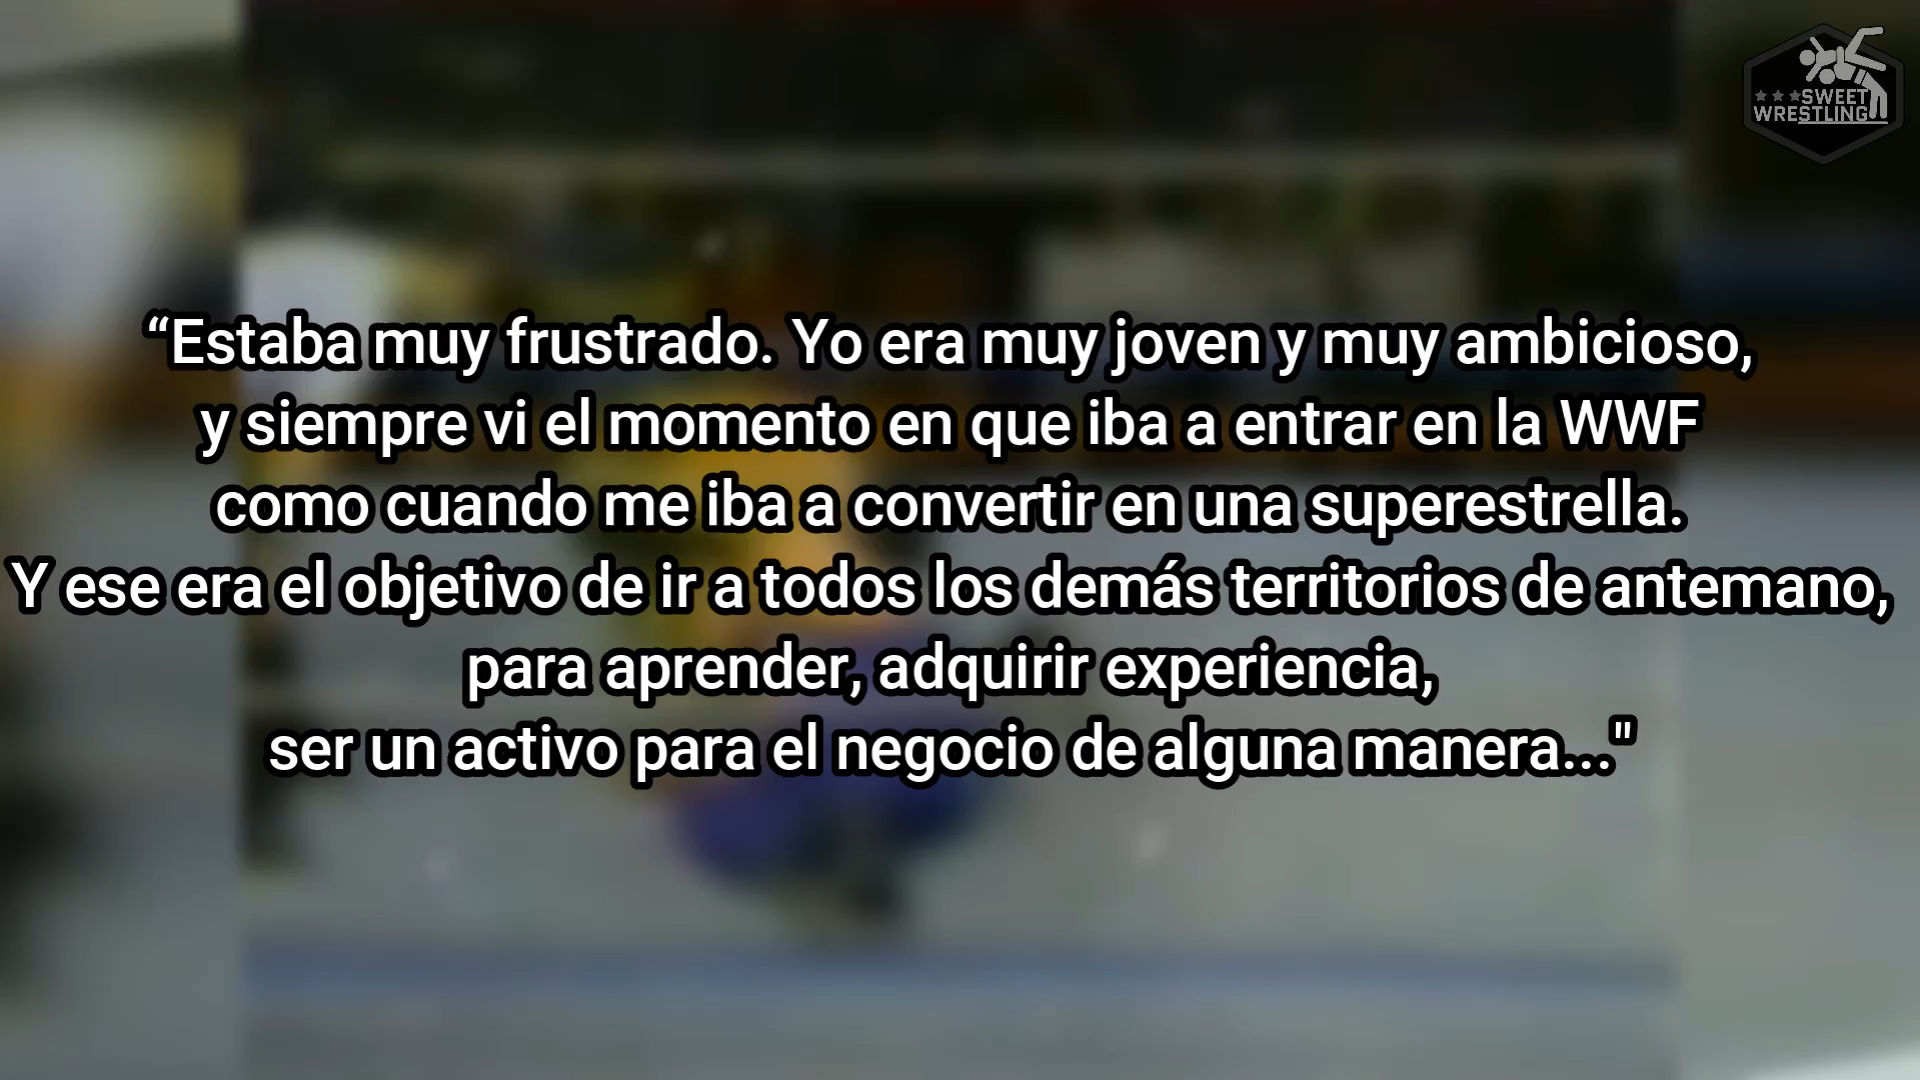 ★★★SWEET
WRESTLING
“Estaba muy frustrado. Yo era muy joven y muy ambicioso,
y siempre vi el momento en que iba a entrar en la WWF
como cuando me iba a convertir en una superestrella.
Y ese era el objetivo de ir a todos los demás territorios de antemano,
para aprender, adquirir experiencia,
ser un activo para el negocio de alguna manera..."